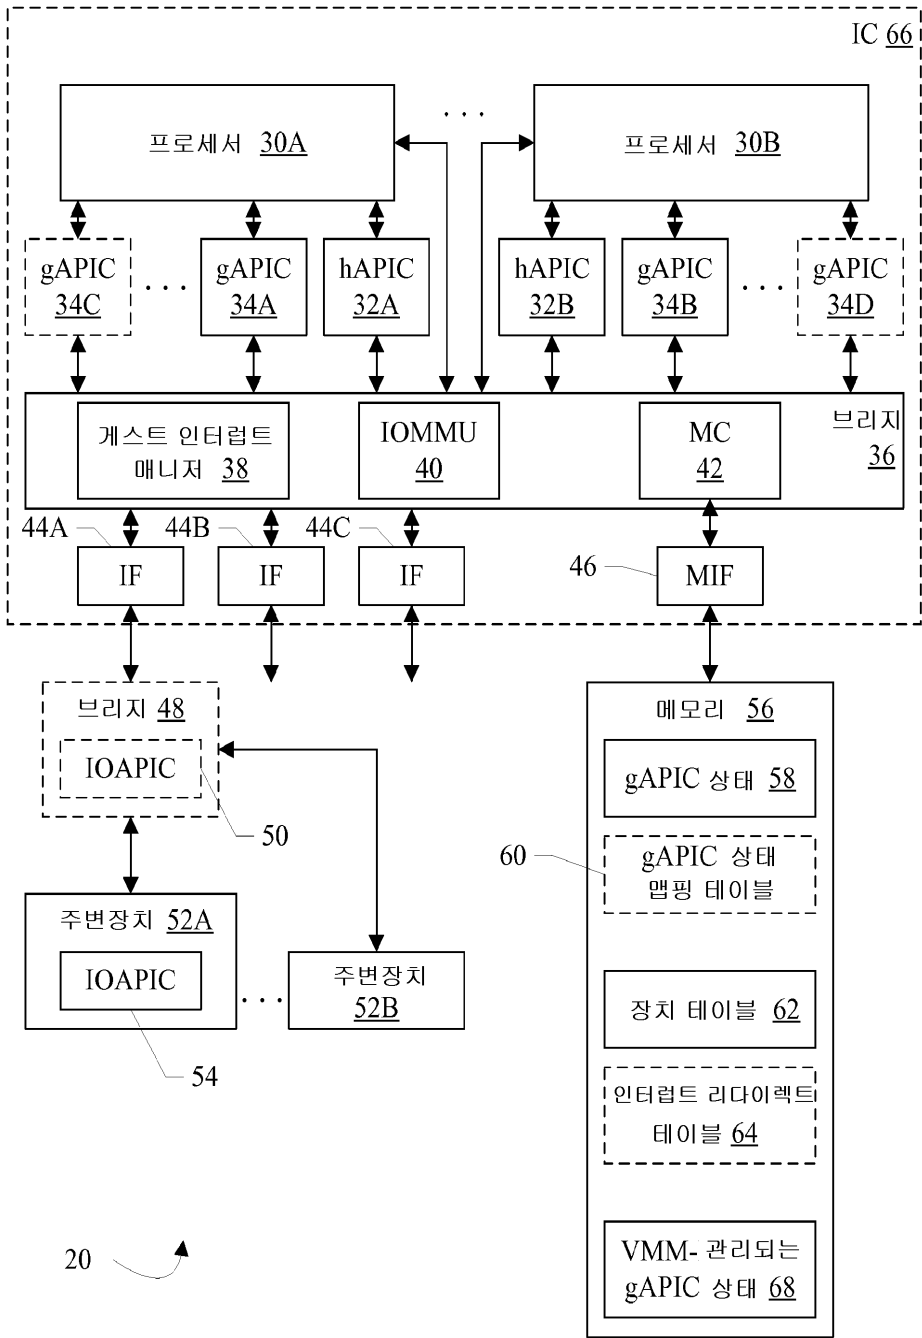 IC 66
프로세서 30A
. . .
프로세서 30B
gAPIC
34C
. . .
gAPIC
34A
hAPIC
32A
hAPIC
32B
gAPIC
34B
. . .
gAPIC
34D
게스트 인터럽트
매니저 38
IOMMU
40
MC
42
브리지
36
44A
44B
44C
46
IF
IF
IF
MIF
브리지 48
IOAPIC
50
주변장치 52A
IOAPIC
54
. . .
주변장치
52B
메모리 56
gAPIC 상태 58
60
gAPIC 상태
맵핑 테이블
장치 테이블 62
인터럽트 리다이렉트
테이블 64
VMM- 관리되는
gAPIC 상태 68
20